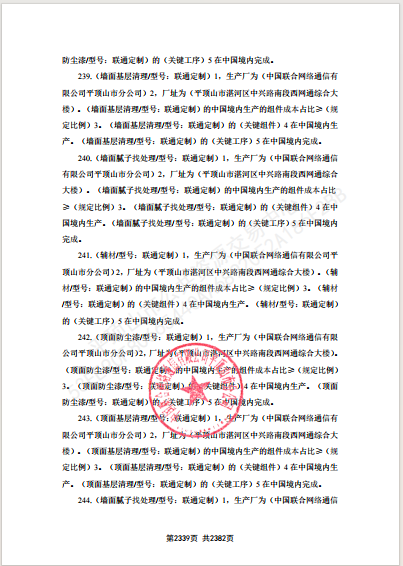 防尘漆/型号：联通定制）的（关键工序）5 在中国境内完成。
239.（墙面基层清理/型号：联通定制）1，生产厂为（中国联合网络通信有
限公司平顶山市分公司）2，厂址为（平顶山市湛河区中兴路南段西网通综合大
楼）。（墙面基层清理/型号：联通定制）的中国境内生产的组件成本占比≥（规
定比例）3。（墙面基层清理/型号：联通定制）的（关键组件）4 在中国境内生
产。（墙面基层清理/型号：联通定制）的（关键工序）5 在中国境内完成。
240.（墙面腻子找处理/型号：联通定制）1，生产厂为（中国联合网络通信
有限公司平顶山市分公司）2，厂址为（平顶山市湛河区中兴路南段西网通综合
大楼）。（墙面腻子找处理/型号：联通定制）的中国境内生产的组件成本占比
≥（规定比例）3。（墙面腻子找处理/型号：联通定制）的（关键组件）4 在中
国境内生产。（墙面腻子找处理/型号：联通定制）的（关键工序）5 在中国境内
完成。
241.（辅材/型号：联通定制）1，生产厂为（中国联合网络通信有限公司平
顶山市分公司）2，厂址为（平顶山市湛河区中兴路南段西网通综合大楼）。（辅
材/型号：联通定制）的中国境内生产的组件成本占比≥（规定比例）3。（辅材
/型号：联通定制）的（关键组件）4 在中国境内生产。（辅材/型号：联通定制）
的（关键工序）5 在中国境内完成。
242.（顶面防尘漆/型号：联通定制）1，生产厂为（中国联合网络通信有限
公司平顶山市分公司）2，厂址为（平顶山市湛河区中兴路南段西网通综合大楼）。
（顶面防尘漆/型号：联通定制）的中国境内生产的组件成本占比≥（规定比例）
3。（顶面防尘漆/型号：联通定制）的（关键组件）4 在中国境内生产。（顶面
防尘漆/型号：联通定制）的（关键工序）5 在中国境内完成。
243.（顶面基层清理/型号：联通定制）1，生产厂为（中国联合网络通信有
限公司平顶山市分公司）2，厂址为（平顶山市湛河区中兴路南段西网通综合大
楼）。（顶面基层清理/型号：联通定制）的中国境内生产的组件成本占比≥（规
定比例）3。（顶面基层清理/型号：联通定制）的（关键组件）4 在中国境内生
产。（顶面基层清理/型号：联通定制）的（关键工序）5 在中国境内完成。
244.（墙面腻子找处理/型号：联通定制）1，生产厂为（中国联合网络通信
第2339页 共2382页